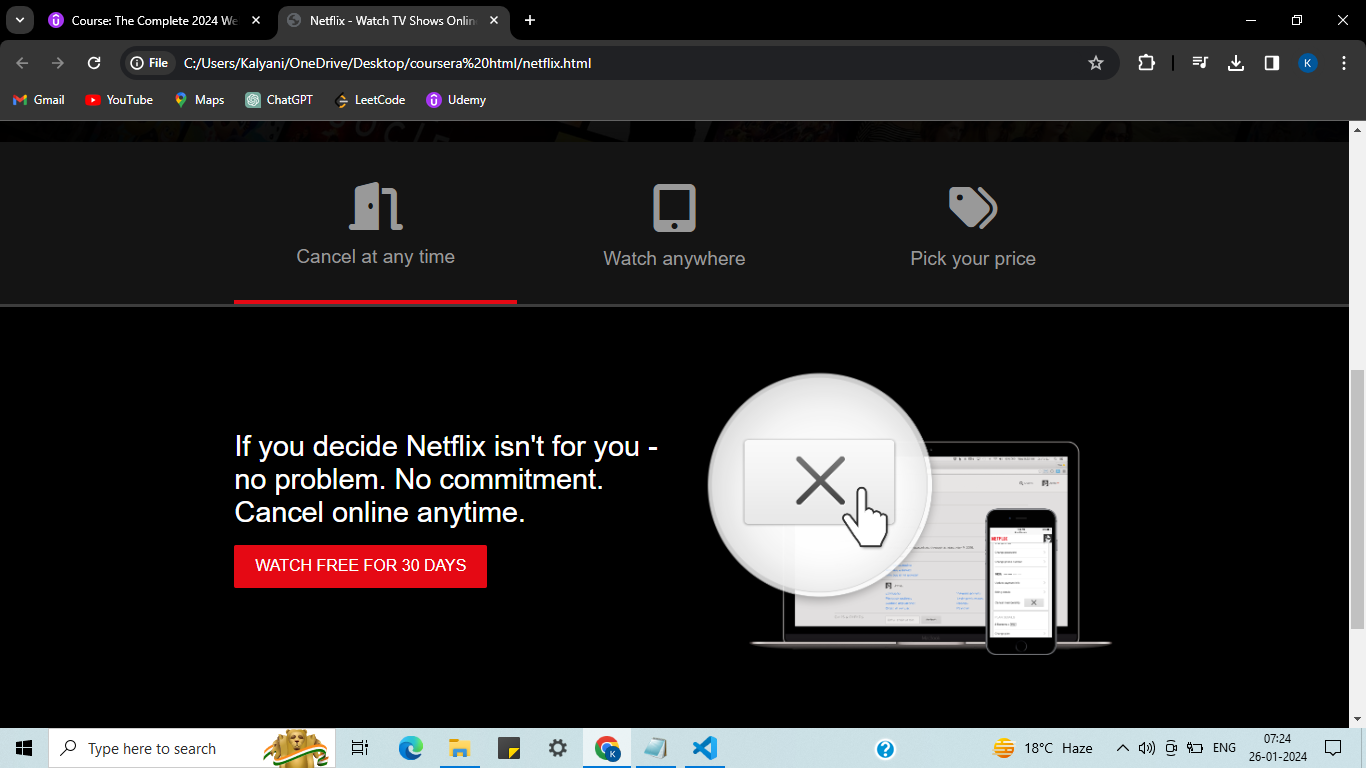 Course: The Complete 2024 We
Netflix - Watch TV Shows Onlin
File
C:/Users/Kalyani/OneDrive/Desktop/coursera%20html/netflix.html
K
Gmail
YouTube
Maps
ChatGPT
LeetCode
Udemy
Cancel at any time
Watch anywhere
Pick your price
If you decide Netflix isn't for you -
no problem. No commitment.
Cancel online anytime.
WATCH FREE FOR 30 DAYS
NETFLIX
Type here to search
K
18°C Haze
ENG
07:24
26-01-2024